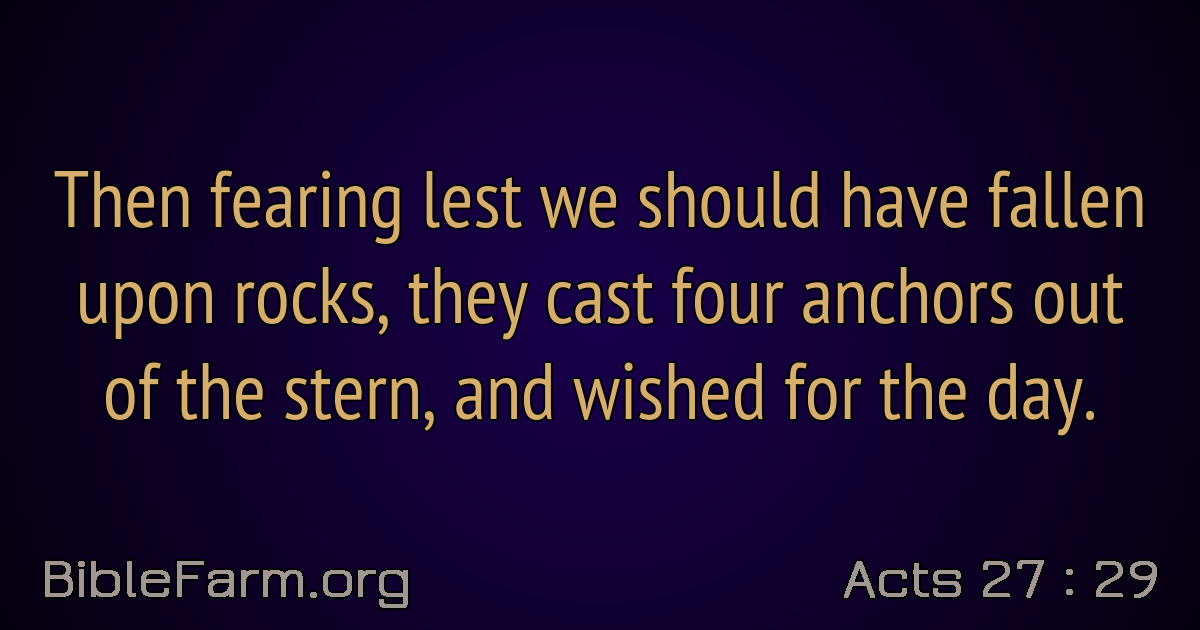 Then fearing lest we should have fallen
upon rocks, they cast four anchors out
of the stern, and wished for the day.
BibleFarm.org
Acts 27 : 29